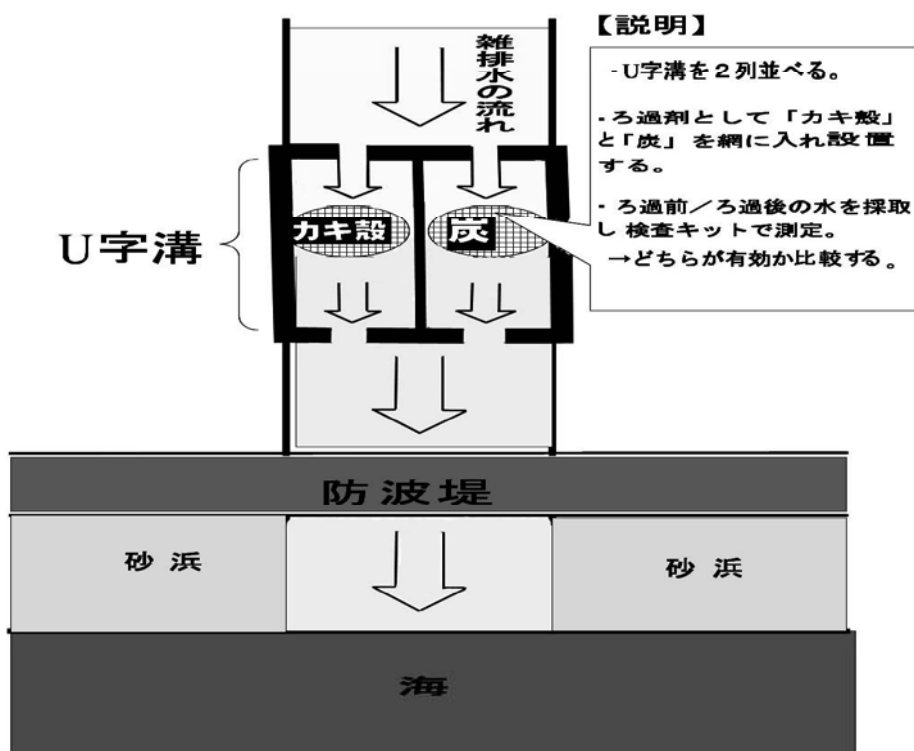 雑排水の流れ
【説明】
-U字溝を2列並べる。
・ろ過剤として「カキ殻」
と「炭」を網に入れ設置
する。
・ろ過前/ろ過後の水を採取
し検査キットで測定。
→どちらが有効か比較する。
カキ殻
炭
U字溝
防波堤
砂浜
砂浜
海